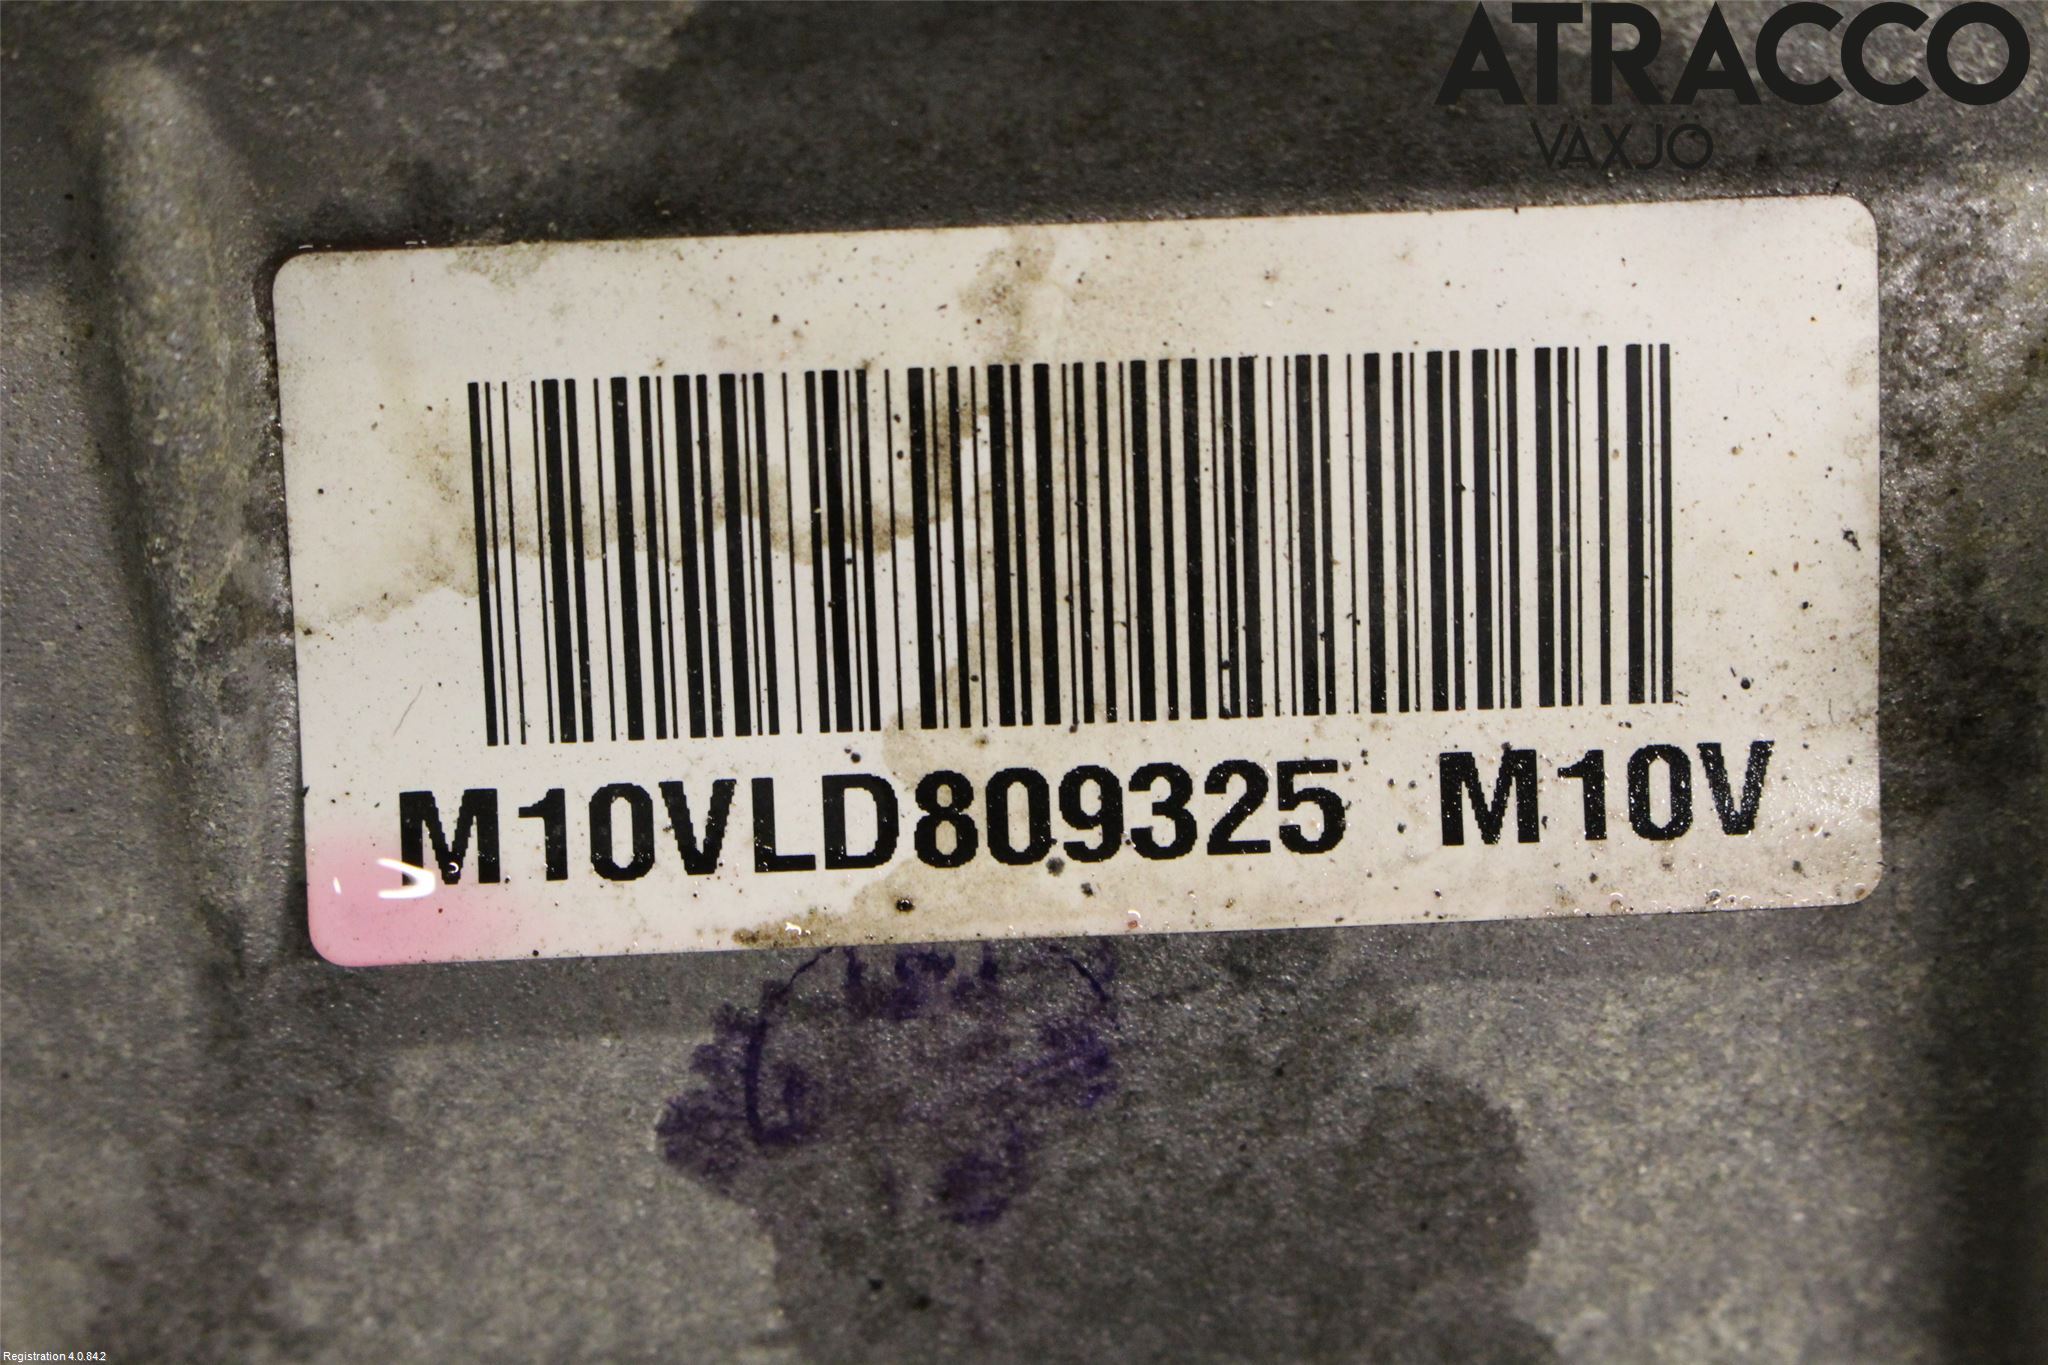 ATRACCO
VÄXJÖ
M10VLD809325 M10V
Registration 4.0.84.2